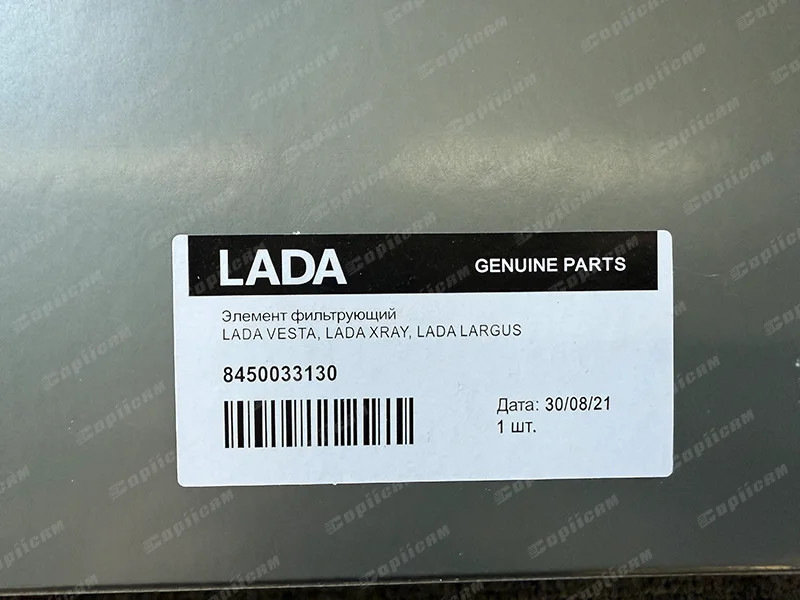 LADA
GENUINE PARTS
Элемент фильтрующий
LADA VESTA, LADA XRAY, LADA LARGUS
8450033130
Дата: 30/08/21
1 шт.